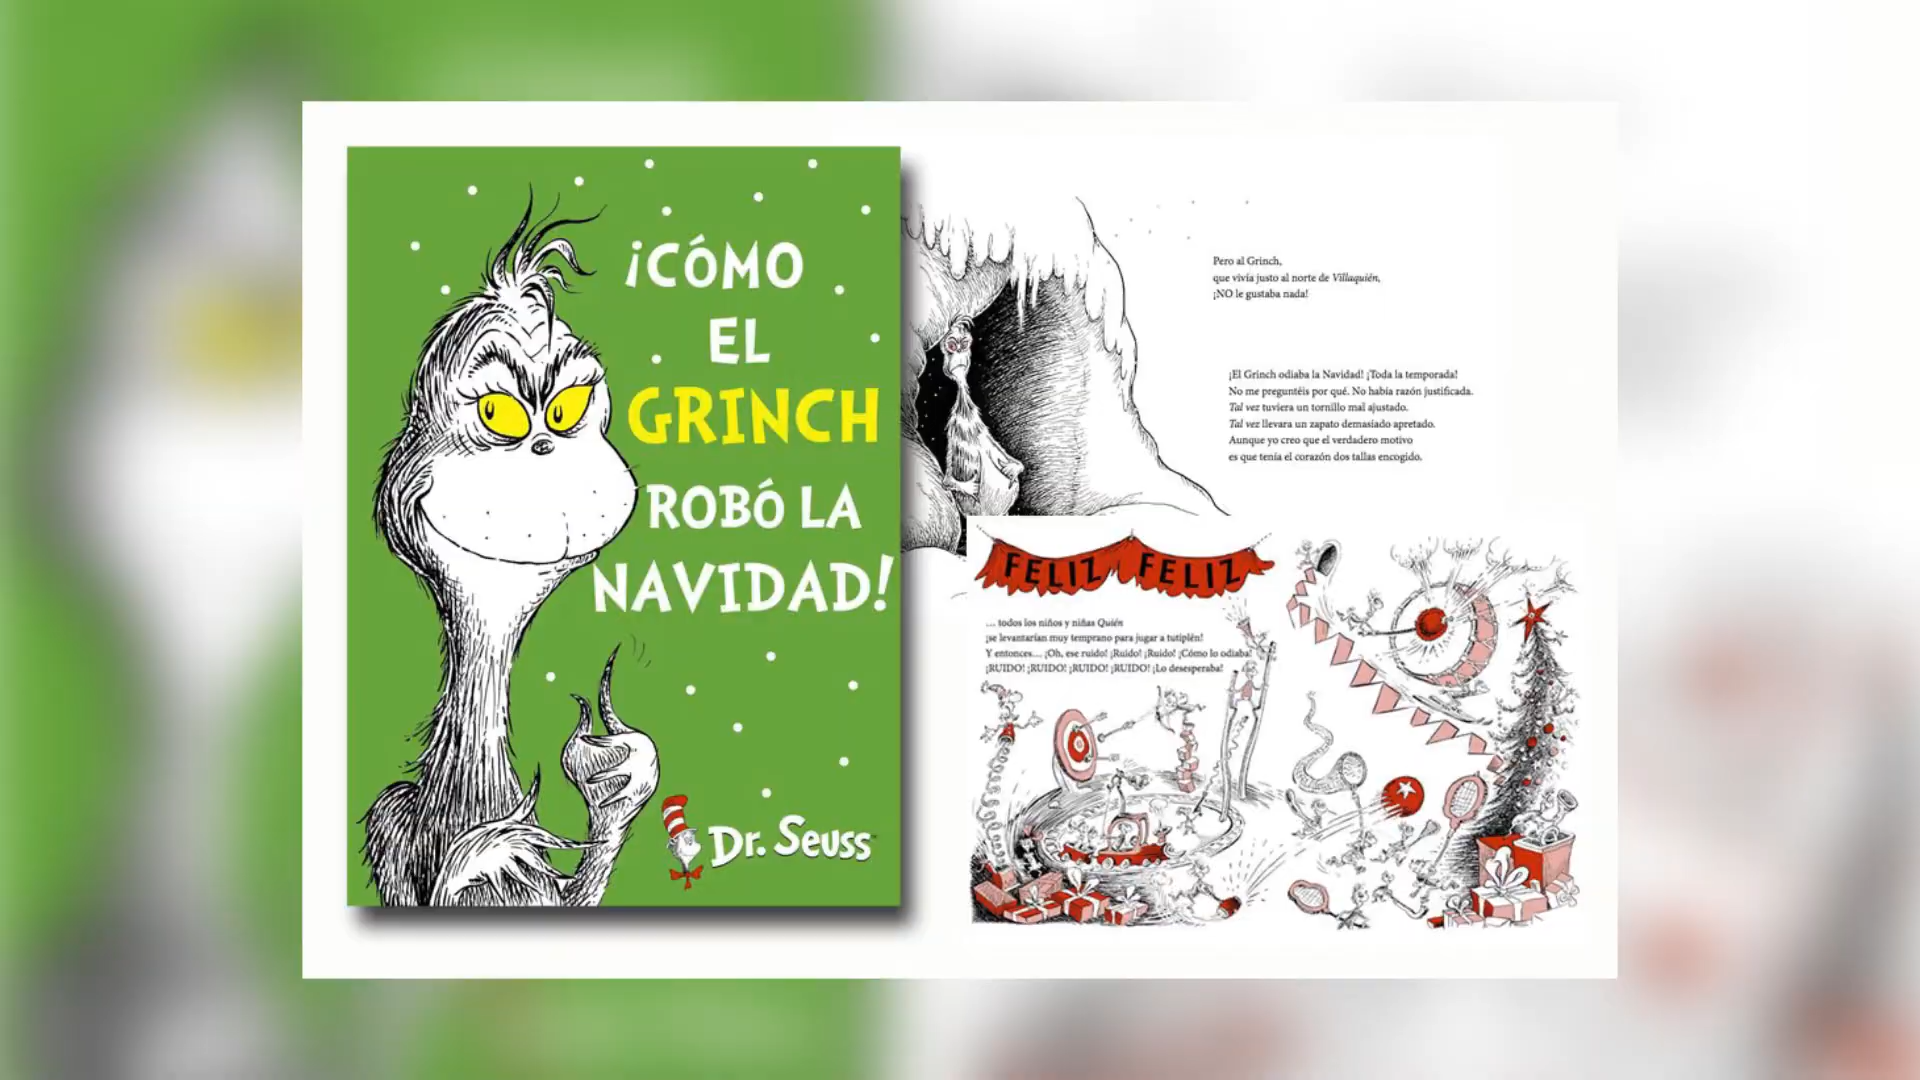 ¡CÓMO
EL
GRINCH
ROBÓ LA
NAVIDAD!
Dr. Seuss
Pero al Grinch,
que vivía justo al norte de Villaquién,
¡NO le gustaba nada!
¡El Grinch odiaba la Navidad! ¡Toda la temporada!
No me preguntéis por qué. No había razón justificada.
Tal vez tuviera un tornillo mal ajustado.
Tal vez llevara un zapato demasiado apretado.
Aunque yo creo que el verdadero motivo
es que tenía el corazón dos tallas encogido.
FELIZ FELIZ
... todos los niños y niñas Quién
¡se levantarían muy temprano para jugar a tutiplén!
Y entonces... ¡Oh, ese ruido! ¡Ruido! ¡Ruido! ¡Cómo lo odiaba!
¡RUIDO! ¡RUIDO! ¡RUIDO! ¡RUIDO! ¡Lo desesperaba!